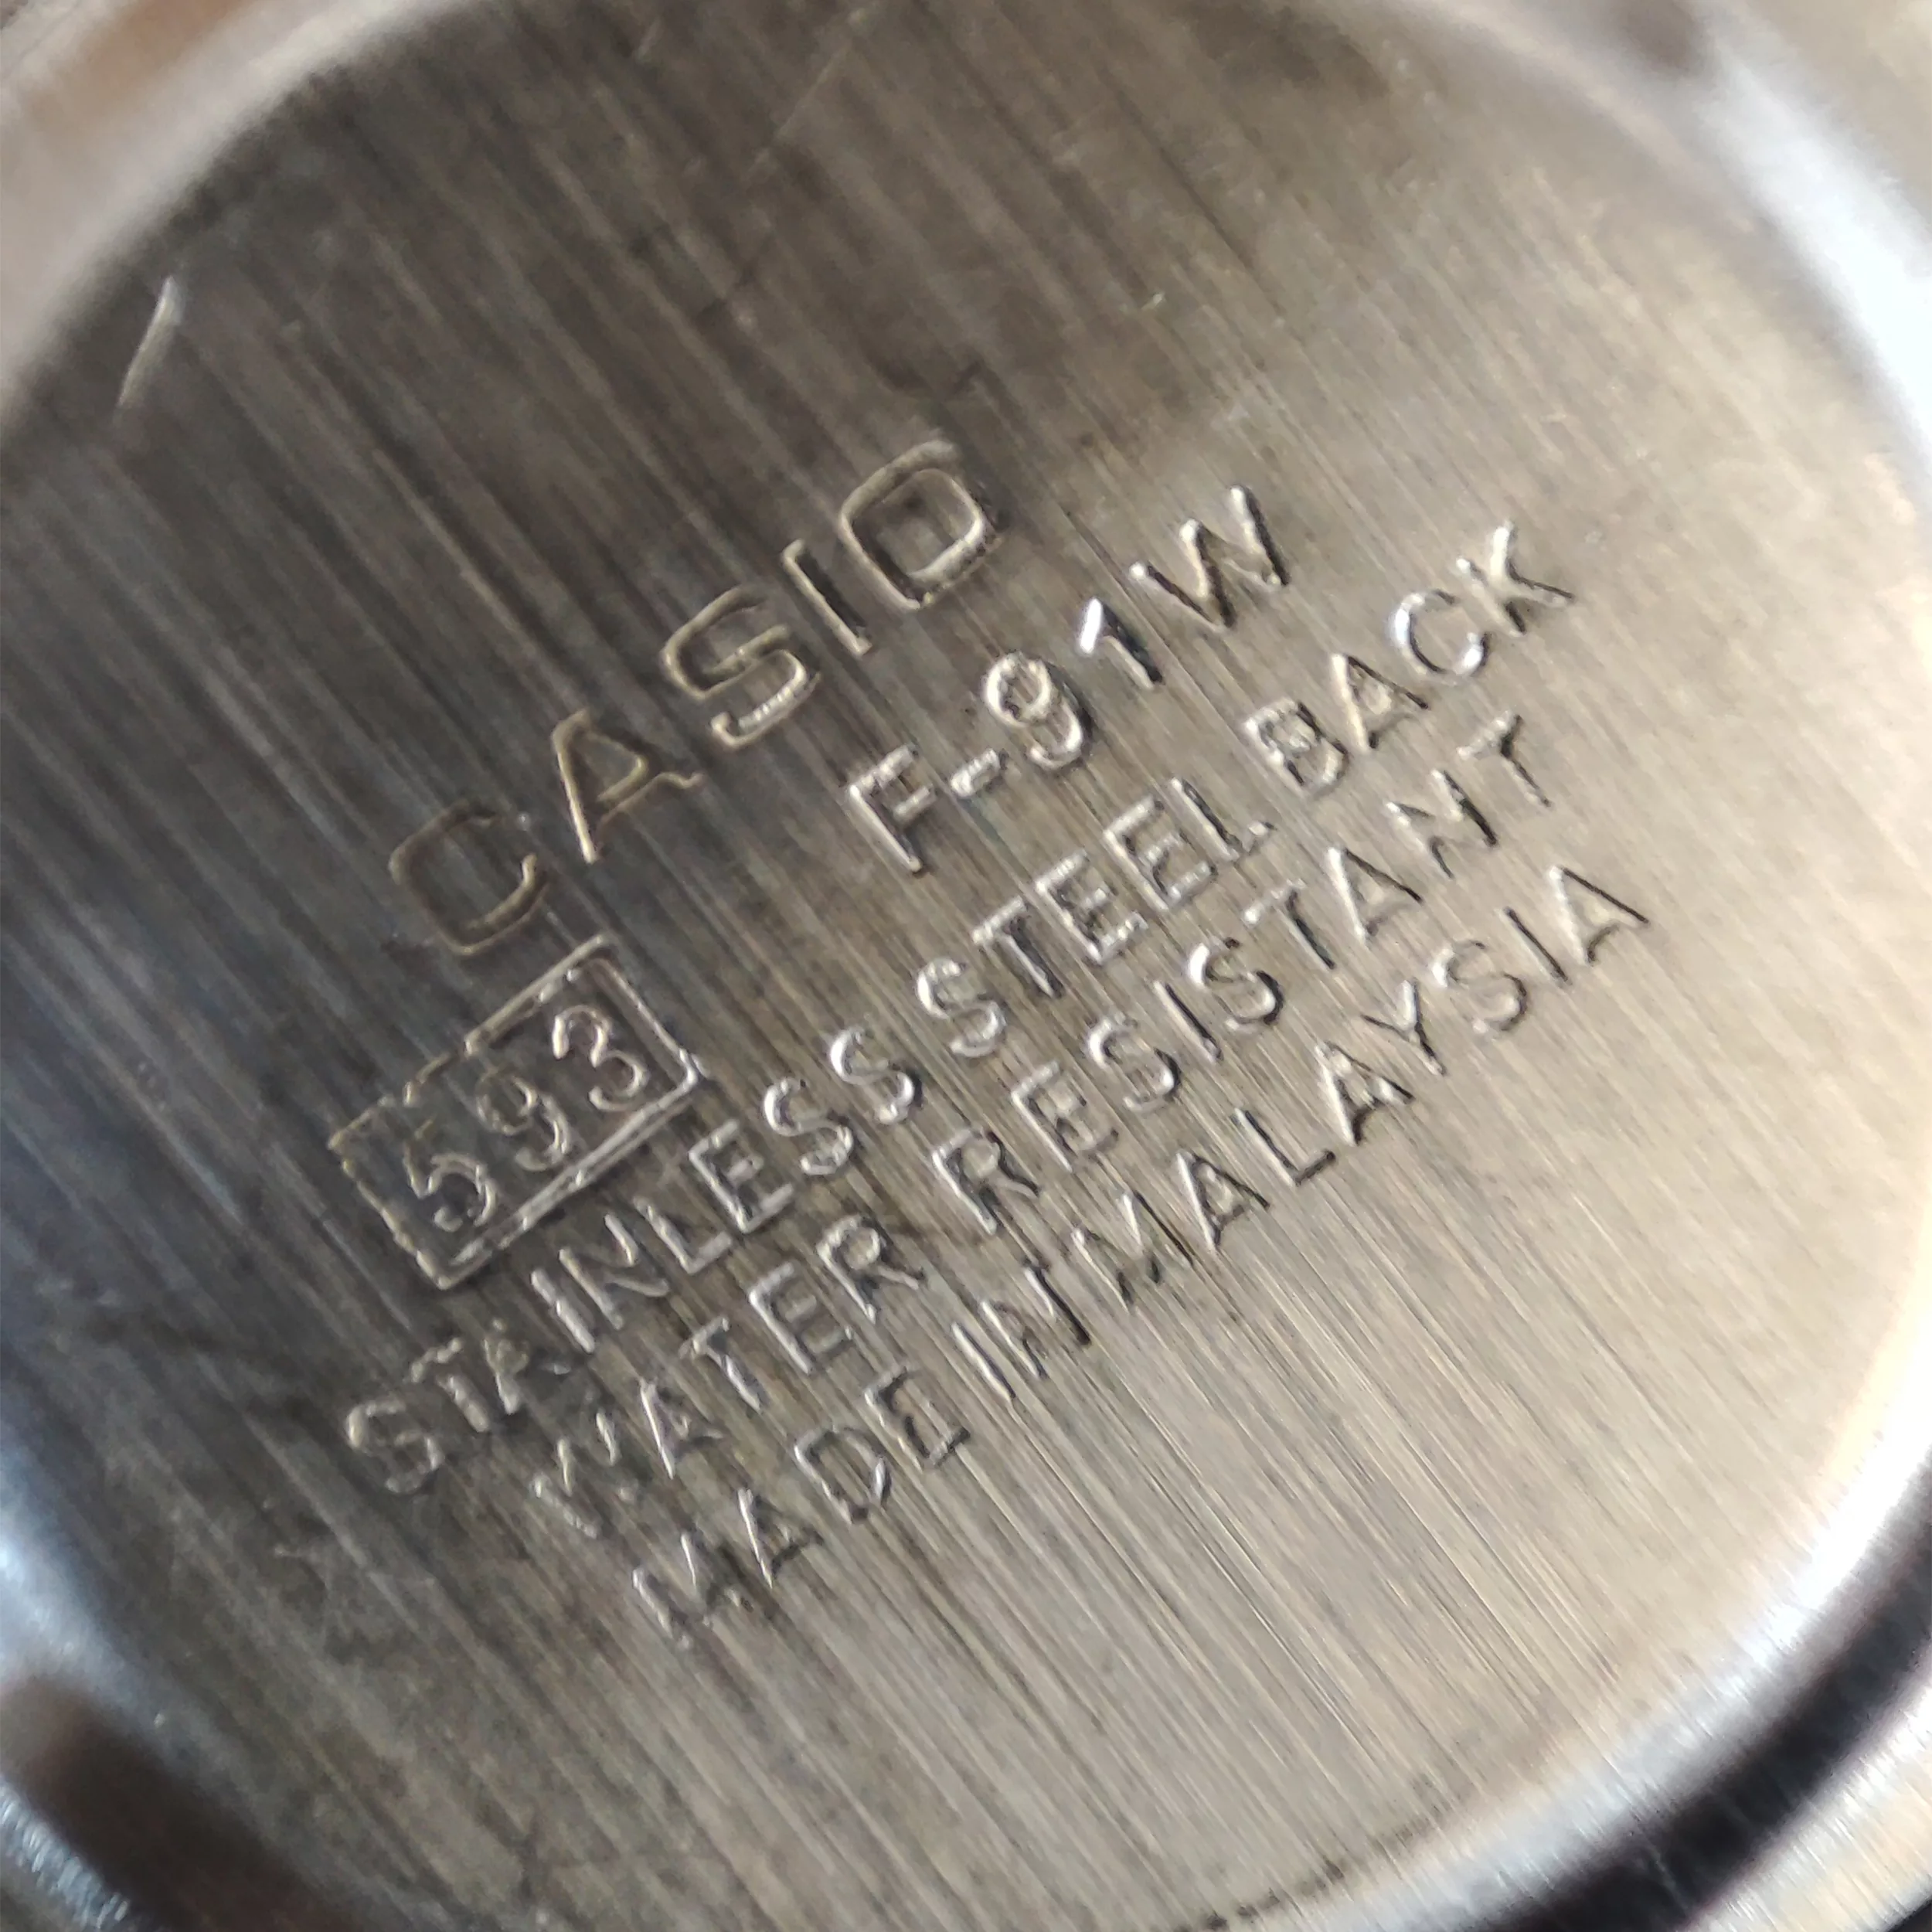 CASIO
593 F-91W
STAINLESS STEEL BACK
WATER RESISTANT
MADE IN MALAYSIA